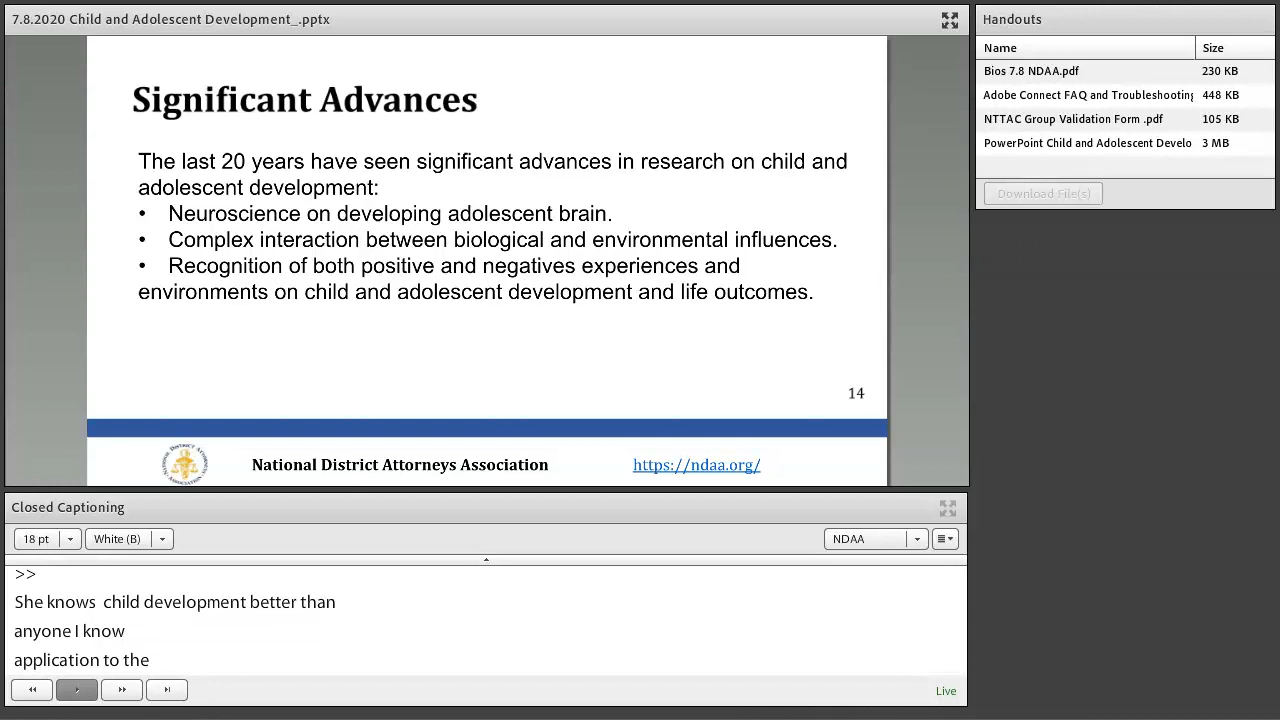 7.8.2020 Child and Adolescent Development_.pptx
Significant Advances
The last 20 years have seen significant advances in research on child and
adolescent development:
• Neuroscience on developing adolescent brain.
• Complex interaction between biological and environmental influences.
• Recognition of both positive and negatives experiences and
environments on child and adolescent development and life outcomes.
14
National District Attorneys Association
https://ndaa.org/
Handouts
Name Size
Bios 7.8 NDAA.pdf 230 KB
Adobe Connect FAQ and Troubleshooting 448 KB
NTTAC Group Validation Form .pdf 105 KB
PowerPoint Child and Adolescent Develo 3 MB
Download File(s)
Closed Captioning
18 pt White (B) NDAA
>>
She knows child development better than
anyone I know
application to the
Live